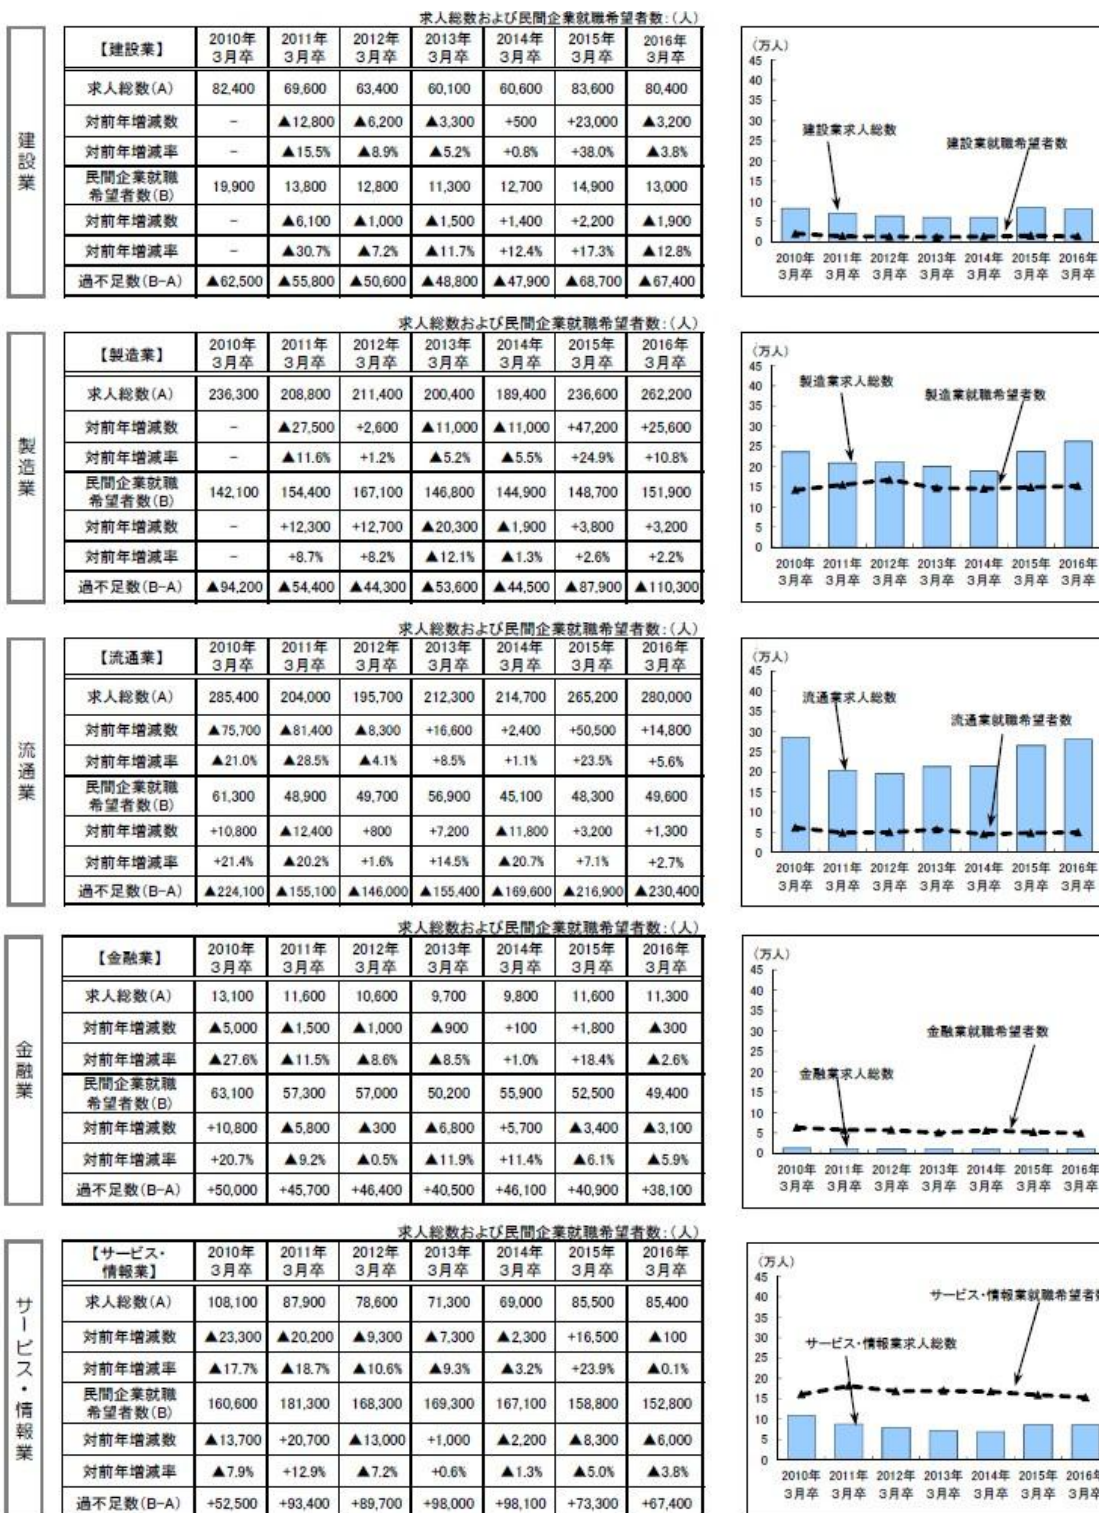 建設業
求人総数および民間企業就職希望者数:(人)
【建設業】 2010年3月卒 2011年3月卒 2012年3月卒 2013年3月卒 2014年3月卒 2015年3月卒 2016年3月卒
求人総数(A) 82,400 69,600 63,400 60,100 60,600 83,600 80,400
対前年増減数 － ▲12,800 ▲6,200 ▲3,300 +500 +23,000 ▲3,200
対前年増減率 － ▲15.5% ▲8.9% ▲5.2% +0.8% +38.0% ▲3.8%
民間企業就職希望者数(B) 19,900 13,800 12,800 11,300 12,700 14,900 13,000
対前年増減数 － ▲6,100 ▲1,000 ▲1,500 +1,400 +2,200 ▲1,900
対前年増減率 － ▲30.7% ▲7.2% ▲11.7% +12.4% +17.3% ▲12.8%
過不足数(B-A) ▲62,500 ▲55,800 ▲50,600 ▲48,800 ▲47,900 ▲68,700 ▲67,400
(万人)
45
40
35
30
25
20
15
10
5
0
建設業求人総数
建設業就職希望者数
2010年 2011年 2012年 2013年 2014年 2015年 2016年
3月卒 3月卒 3月卒 3月卒 3月卒 3月卒 3月卒
製造業
求人総数および民間企業就職希望者数:(人)
【製造業】 2010年3月卒 2011年3月卒 2012年3月卒 2013年3月卒 2014年3月卒 2015年3月卒 2016年3月卒
求人総数(A) 236,300 208,800 211,400 200,400 189,400 236,600 262,200
対前年増減数 － ▲27,500 +2,600 ▲11,000 ▲11,000 +47,200 +25,600
対前年増減率 － ▲11.6% +1.2% ▲5.2% ▲5.5% +24.9% +10.8%
民間企業就職希望者数(B) 142,100 154,400 167,100 146,800 144,900 148,700 151,900
対前年増減数 － +12,300 +12,700 ▲20,300 ▲1,900 +3,800 +3,200
対前年増減率 － +8.7% +8.2% ▲12.1% ▲1.3% +2.6% +2.2%
過不足数(B-A) ▲94,200 ▲54,400 ▲44,300 ▲53,600 ▲44,500 ▲87,900 ▲110,300
(万人)
45
40
35
30
25
20
15
10
5
0
製造業求人総数
製造業就職希望者数
2010年 2011年 2012年 2013年 2014年 2015年 2016年
3月卒 3月卒 3月卒 3月卒 3月卒 3月卒 3月卒
流通業
求人総数および民間企業就職希望者数:(人)
【流通業】 2010年3月卒 2011年3月卒 2012年3月卒 2013年3月卒 2014年3月卒 2015年3月卒 2016年3月卒
求人総数(A) 285,400 204,000 195,700 212,300 214,700 265,200 280,000
対前年増減数 ▲75,700 ▲81,400 ▲8,300 +16,600 +2,400 +50,500 +14,800
対前年増減率 ▲21.0% ▲28.5% ▲4.1% +8.5% +1.1% +23.5% +5.6%
民間企業就職希望者数(B) 61,300 48,900 49,700 56,900 45,100 48,300 49,600
対前年増減数 +10,800 ▲12,400 +800 +7,200 ▲11,800 +3,200 +1,300
対前年増減率 +21.4% ▲20.2% +1.6% +14.5% ▲20.7% +7.1% +2.7%
過不足数(B-A) ▲224,100 ▲155,100 ▲146,000 ▲155,400 ▲169,600 ▲216,900 ▲230,400
(万人)
45
40
35
30
25
20
15
10
5
0
流通業求人総数
流通業就職希望者数
2010年 2011年 2012年 2013年 2014年 2015年 2016年
3月卒 3月卒 3月卒 3月卒 3月卒 3月卒 3月卒
金融業
求人総数および民間企業就職希望者数:(人)
【金融業】 2010年3月卒 2011年3月卒 2012年3月卒 2013年3月卒 2014年3月卒 2015年3月卒 2016年3月卒
求人総数(A) 13,100 11,600 10,600 9,700 9,800 11,600 11,300
対前年増減数 ▲5,000 ▲1,500 ▲1,000 ▲900 +100 +1,800 ▲300
対前年増減率 ▲27.6% ▲11.5% ▲8.6% ▲8.5% +1.0% +18.4% ▲2.6%
民間企業就職希望者数(B) 63,100 57,300 57,000 50,200 55,900 52,500 49,400
対前年増減数 +10,800 ▲5,800 ▲300 ▲6,800 +5,700 ▲3,400 ▲3,100
対前年増減率 +20.7% ▲9.2% ▲0.5% ▲11.9% +11.4% ▲6.1% ▲5.9%
過不足数(B-A) +50,000 +45,700 +46,400 +40,500 +46,100 +40,900 +38,100
(万人)
45
40
35
30
25
20
15
10
5
0
金融業就職希望者数
金融業求人総数
2010年 2011年 2012年 2013年 2014年 2015年 2016年
3月卒 3月卒 3月卒 3月卒 3月卒 3月卒 3月卒
サービス・情報業
求人総数および民間企業就職希望者数:(人)
【サービス・情報業】 2010年3月卒 2011年3月卒 2012年3月卒 2013年3月卒 2014年3月卒 2015年3月卒 2016年3月卒
求人総数(A) 108,100 87,900 78,600 71,300 69,000 85,500 85,400
対前年増減数 ▲23,300 ▲20,200 ▲9,300 ▲7,300 ▲2,300 +16,500 ▲100
対前年増減率 ▲17.7% ▲18.7% ▲10.6% ▲9.3% ▲3.2% +23.9% ▲0.1%
民間企業就職希望者数(B) 160,600 181,300 168,300 169,300 167,100 158,800 152,800
対前年増減数 ▲13,700 +20,700 ▲13,000 +1,000 ▲2,200 ▲8,300 ▲6,000
対前年増減率 ▲7.9% +12.9% ▲7.2% +0.6% ▲1.3% ▲5.0% ▲3.8%
過不足数(B-A) +52,500 +93,400 +89,700 +98,000 +98,100 +73,300 +67,400
(万人)
45
40
35
30
25
20
15
10
5
0
サービス・情報業就職希望者数
サービス・情報業求人総数
2010年 2011年 2012年 2013年 2014年 2015年 2016年
3月卒 3月卒 3月卒 3月卒 3月卒 3月卒 3月卒